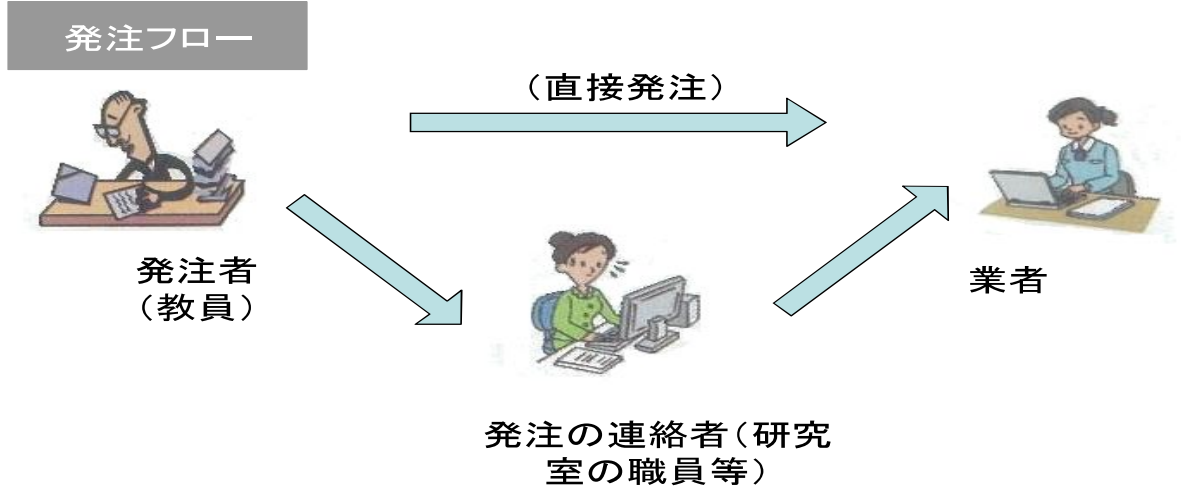 発注フロー
（直接発注）
発注者
（教員）
業者
発注の連絡者（研究
室の職員等）